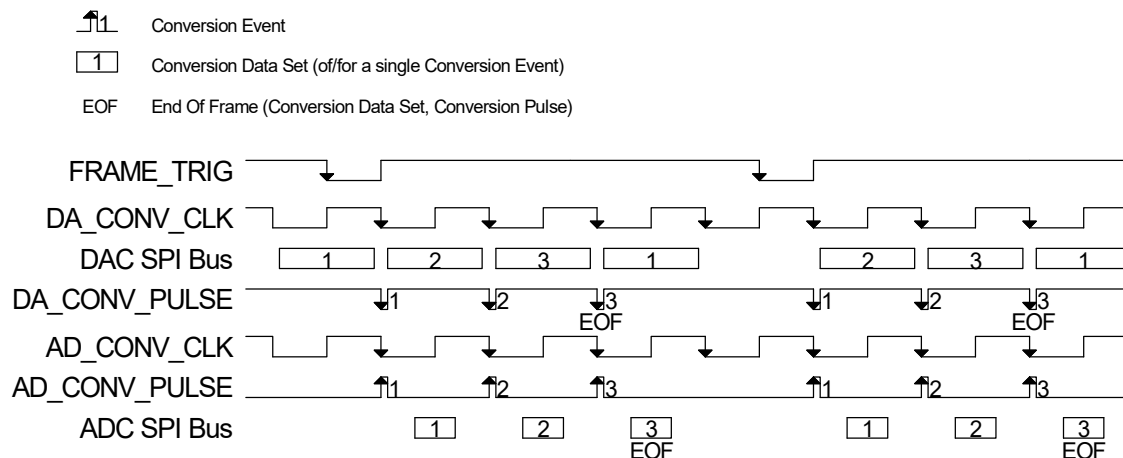 1 Conversion Event
1 Conversion Data Set (of/for a single Conversion Event)
EOF End Of Frame (Conversion Data Set, Conversion Pulse)
FRAME_TRIG
DA_CONV_CLK
DAC SPI Bus 1 2 3 1 2 3 1
DA_CONV_PULSE 1 2 3 1 2 3
EOF EOF
AD_CONV_CLK
AD_CONV_PULSE 1 2 3 1 2 3
ADC SPI Bus 1 2 3 1 2 3
EOF EOF